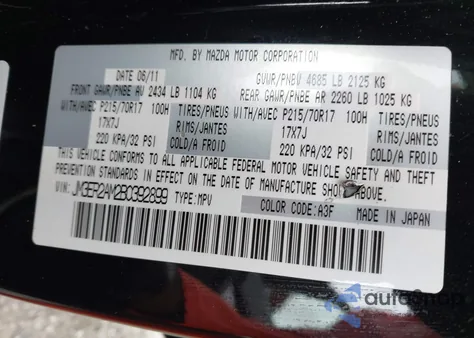 MFD. BY MAZDA MOTOR CORPORATION
DATE 06/11 GVWR/PNBV 4685 LB 2125 KG
FRONT GAWR/PNBE AV 2434 LB 1104 KG REAR GAWR/PNBE AR 2260 LB 1025 KG
WITH/AVEC P215/70R17 100H TIRES/PNEUS WITH/AVEC P215/70R17 100H TIRES/PNEUS
17X7J RIMS/JANTES 17X7J RIMS/JANTES
220 KPA/32 PSI COLD/A FROID 220 KPA/32 PSI COLD/A FROID
THIS VEHICLE CONFORMS TO ALL APPLICABLE FEDERAL MOTOR VEHICLE SAFETY AND THEFT
PREVENTION STANDARDS IN EFFECT ON THE DATE OF MANUFACTURE SHOWN ABOVE.
VIN: JM3ER2AM2B0392899 TYPE:MPV
COLOR CODE: A3F MADE IN JAPAN
autosnap